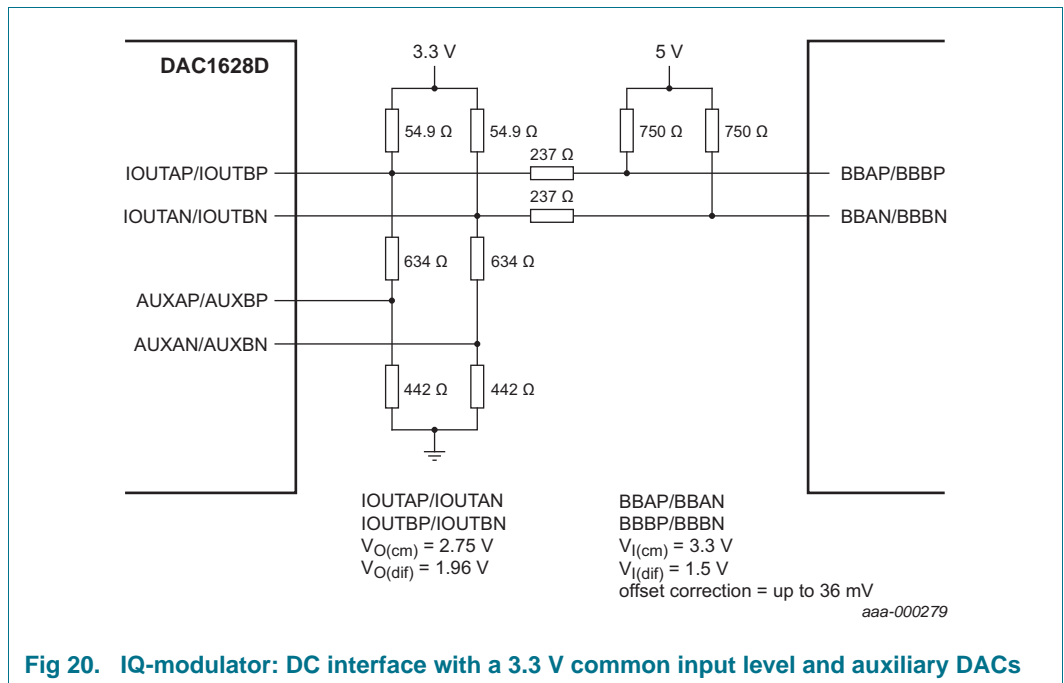 DAC1628D
3.3 V
5 V
54.9 Ω
54.9 Ω
750 Ω
750 Ω
237 Ω
IOUTAP/IOUTBP
BBAP/BBBP
237 Ω
IOUTAN/IOUTBN
BBAN/BBBN
634 Ω
634 Ω
AUXAP/AUXBP
AUXAN/AUXBN
442 Ω
442 Ω
IOUTAP/IOUTAN
IOUTBP/IOUTBN
VO(cm) = 2.75 V
VO(dif) = 1.96 V
BBAP/BBAN
BBBP/BBBN
VI(cm) = 3.3 V
VI(dif) = 1.5 V
offset correction = up to 36 mV
aaa-000279
Fig 20. IQ-modulator: DC interface with a 3.3 V common input level and auxiliary DACs